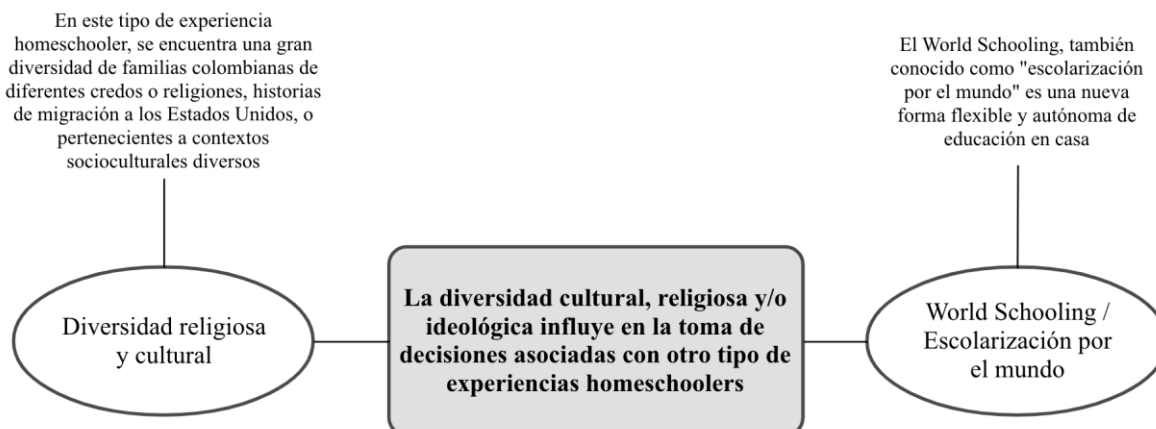 En este tipo de experiencia
homeschooler, se encuentra una gran
diversidad de familias colombianas de
diferentes credos o religiones, historias
de migración a los Estados Unidos, o
pertenecientes a contextos
socioculturales diversos
El World Schooling, también
conocido como "escolarización
por el mundo" es una nueva
forma flexible y autónoma de
educación en casa
Diversidad religiosa
y cultural
La diversidad cultural, religiosa y/o
ideológica influye en la toma de
decisiones asociadas con otro tipo de
experiencias homeschoolers
World Schooling /
Escolarización por
el mundo